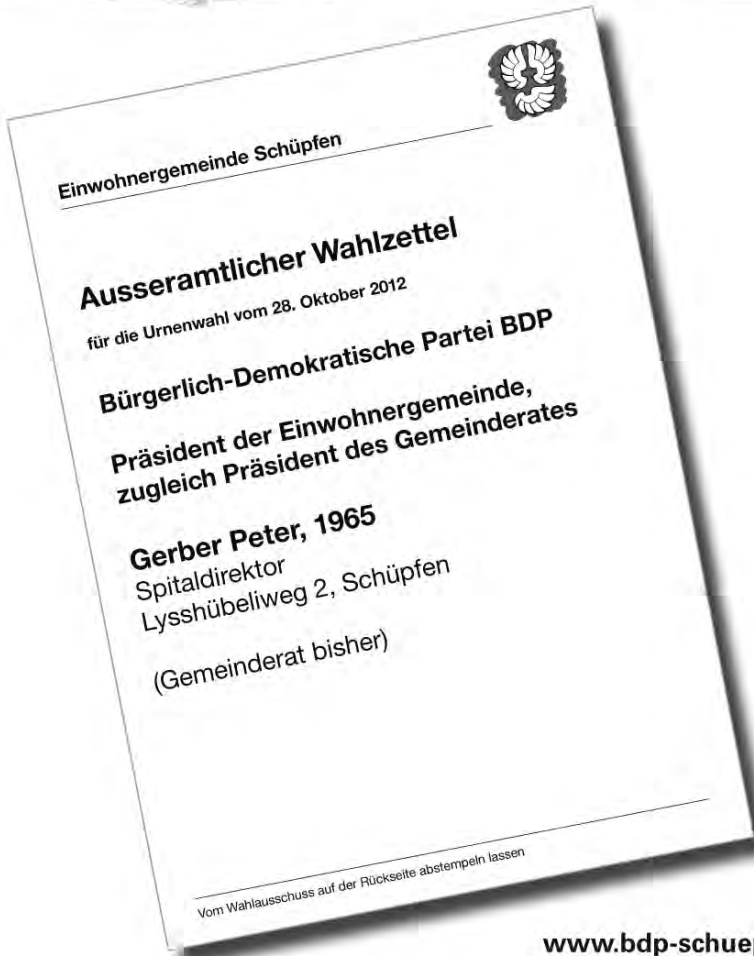 Einwohnergemeinde Schüpfen
Ausseramtlicher Wahlzettel
für die Urnenwahl vom 28. Oktober 2012
Bürgerlich-Demokratische Partei BDP
Präsident der Einwohnergemeinde,
zugleich Präsident des Gemeinderates
Gerber Peter, 1965
Spitaldirektor
Lysshübeliweg 2, Schüpfen
(Gemeinderat bisher)
Vom Wahlausschuss auf der Rückseite abstempeln lassen